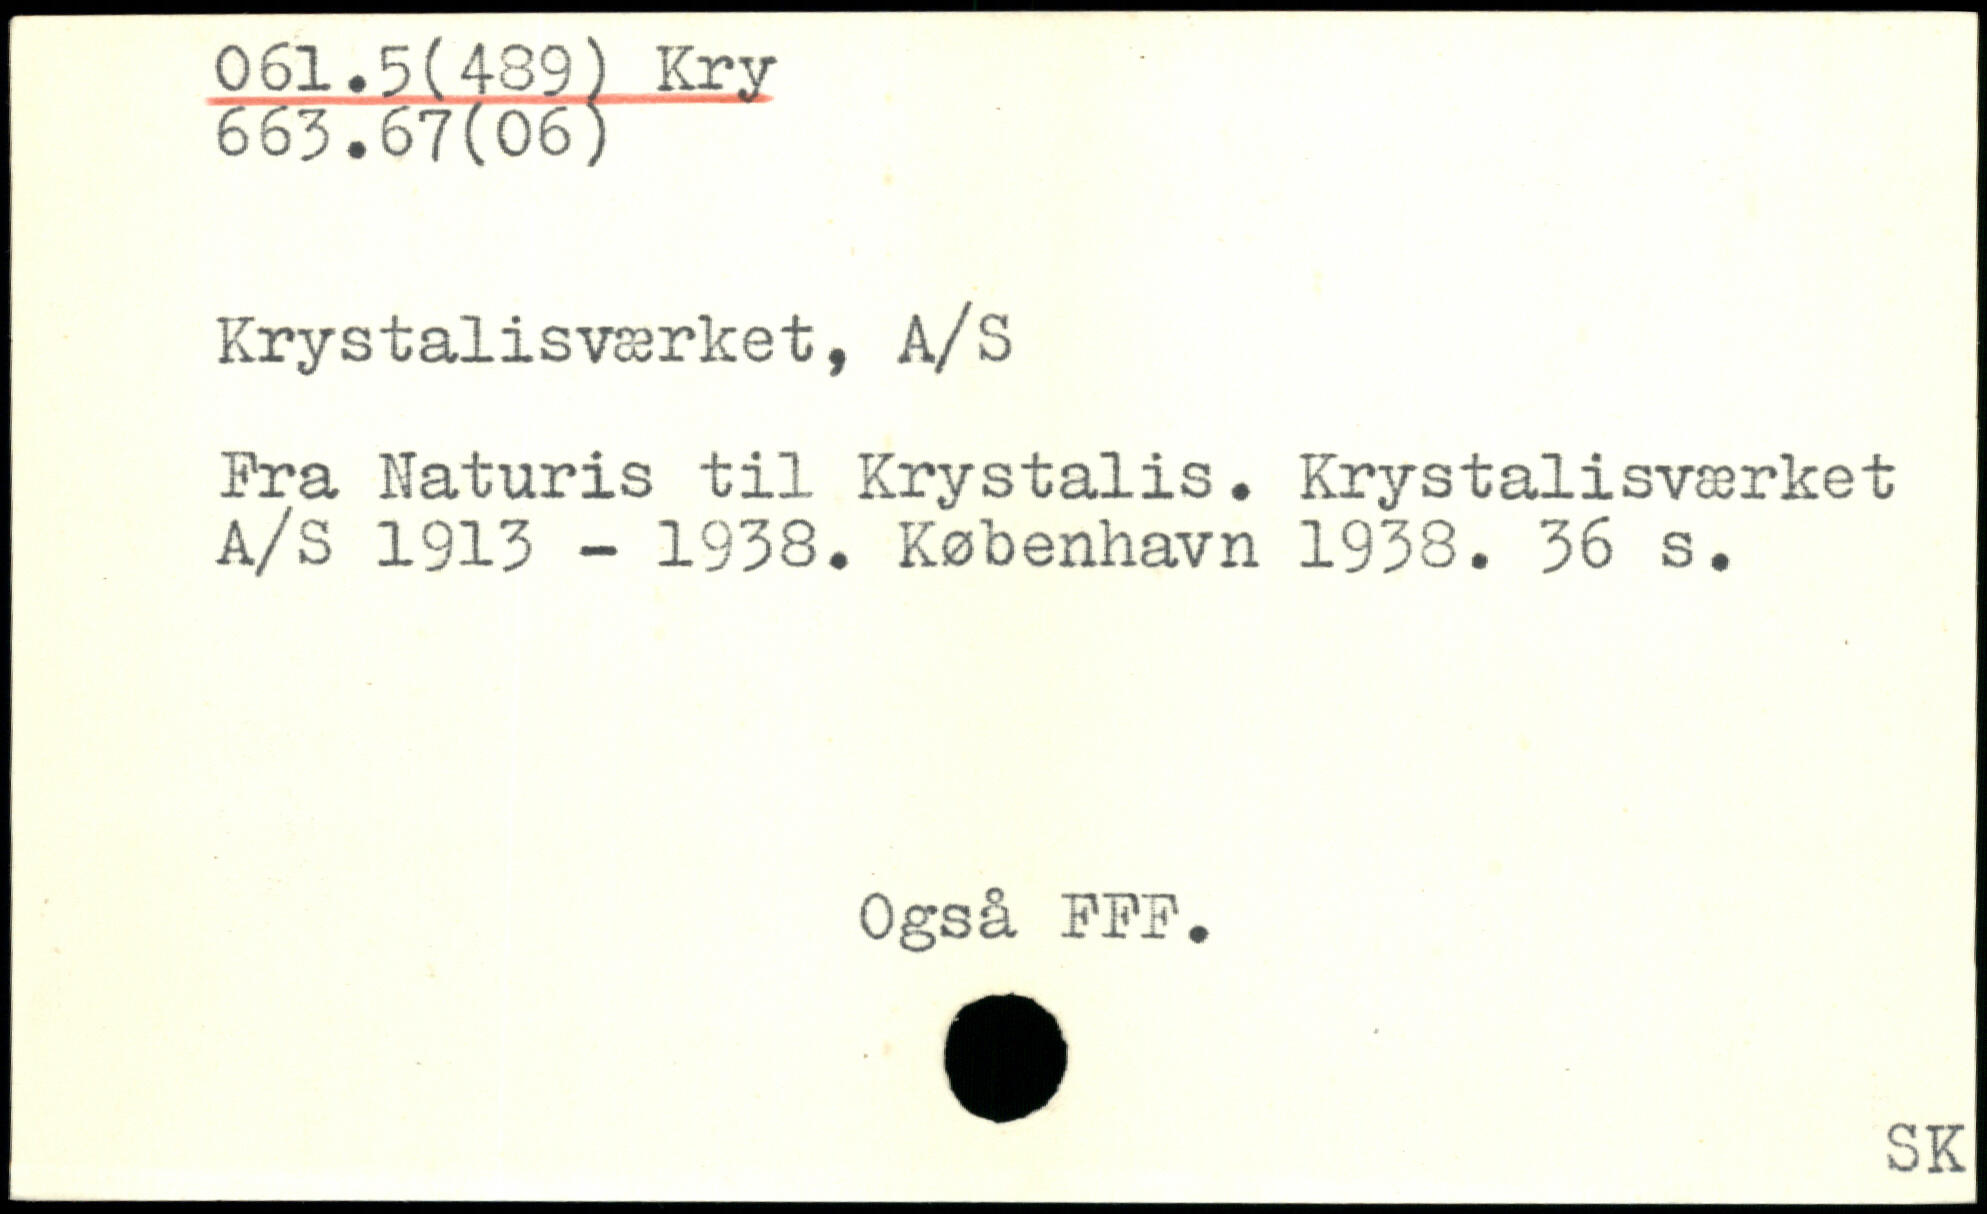 061.5(489) Kry
663.67(06)
Krystalisværket, A/S
Fra Naturis til Krystalis. Krystalisværket
A/S 1913 - 1938. København 1938. 36 s.
Også FFF.
SK